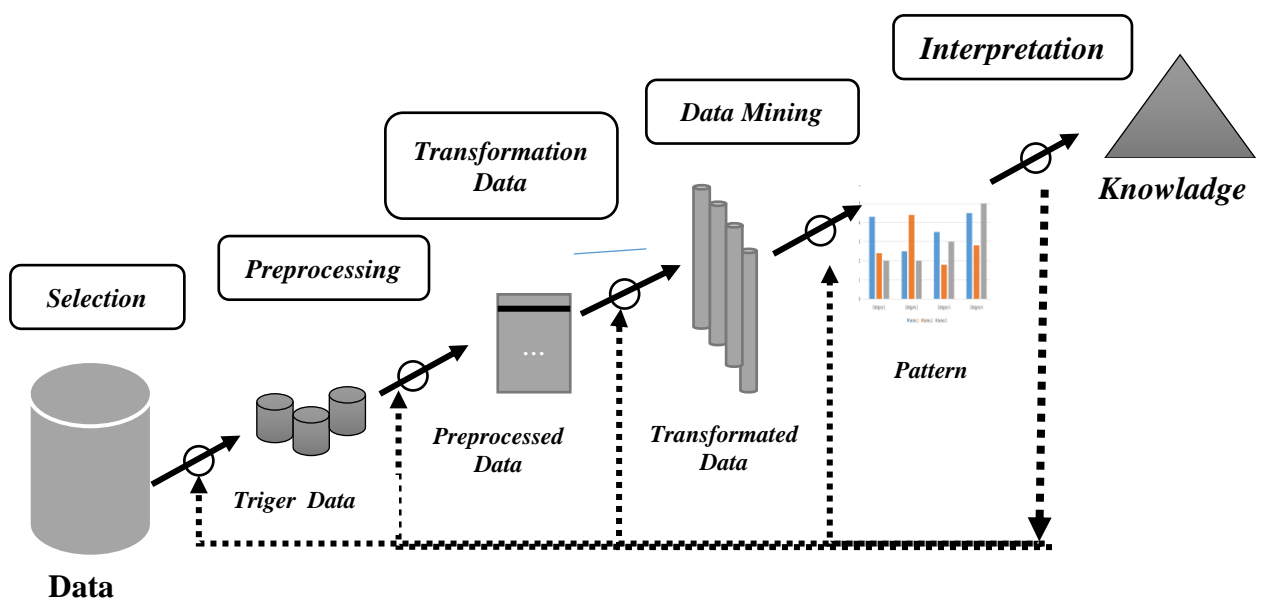 Interpretation
Data Mining
Transformation
Data
Knowladge
Preprocessing
Selection
...
Pattern
Preprocessed
Data
Transformated
Data
Triger Data
Data